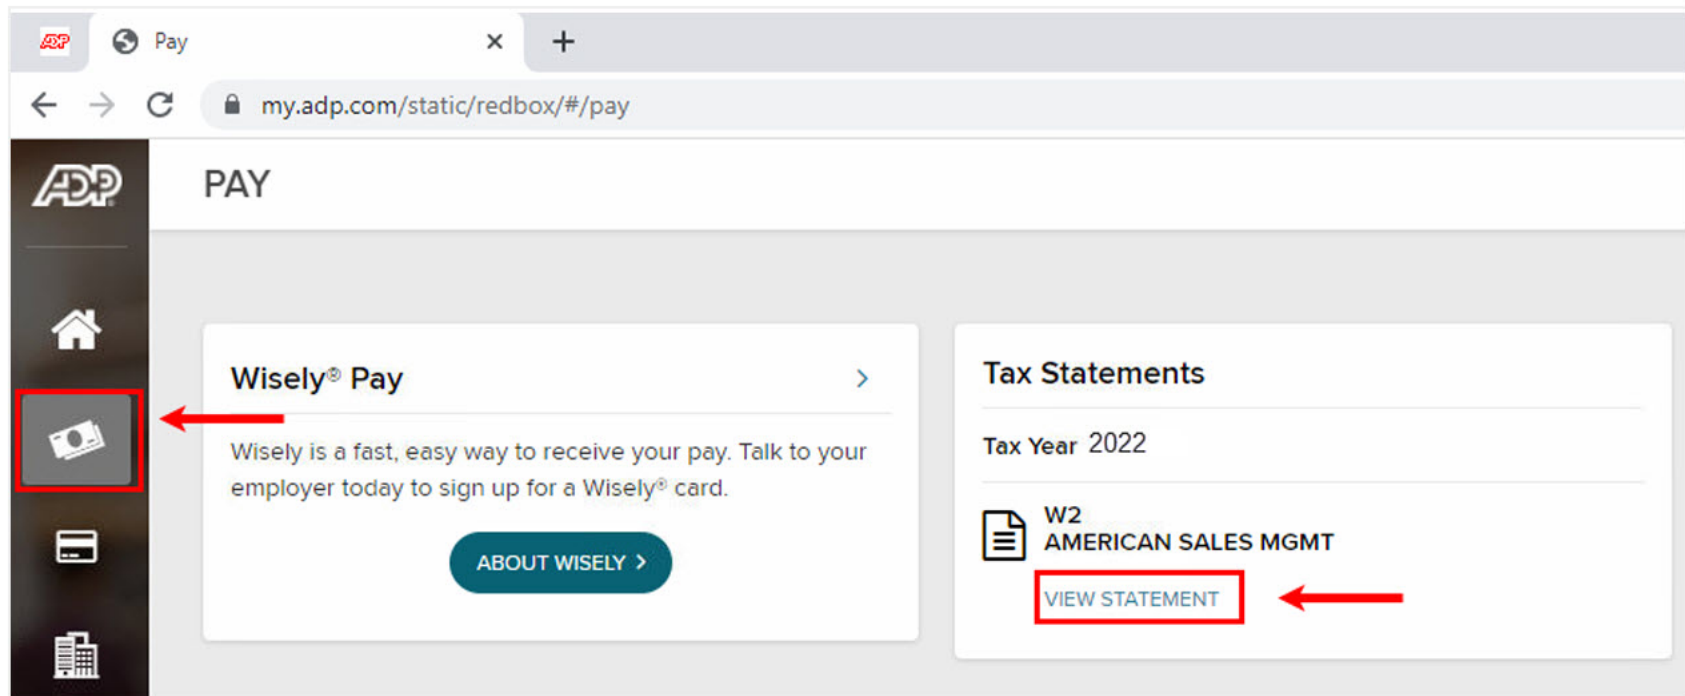 ADP Pay × +
my.adp.com/static/redbox/#/pay
ADP
PAY
Wisely® Pay >
Wisely is a fast, easy way to receive your pay. Talk to your
employer today to sign up for a Wisely® card.
ABOUT WISELY >
Tax Statements
Tax Year 2022
W2
AMERICAN SALES MGMT
VIEW STATEMENT